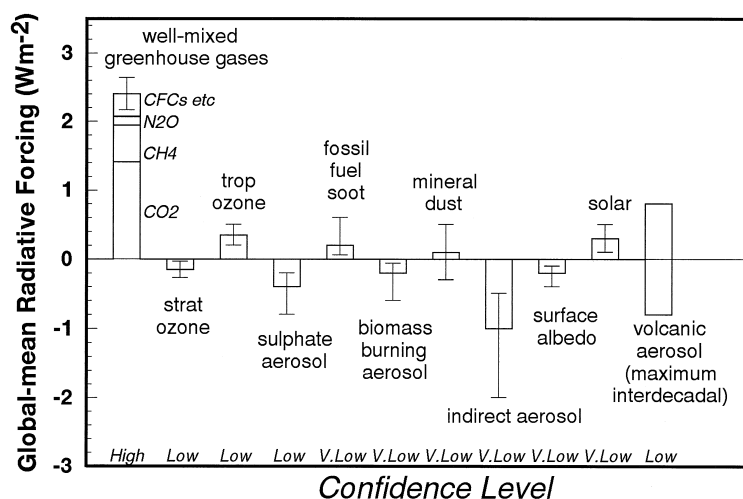 Global-mean Radiative Forcing (Wm-2)
3
2
1
0
-1
-2
-3
well-mixed
greenhouse gases
CFCs etc
N2O
CH4
CO2
strat
ozone
trop
ozone
sulphate
aerosol
fossil
fuel
soot
biomass
burning
aerosol
mineral
dust
indirect aerosol
surface
albedo
solar
volcanic
aerosol
(maximum
interdecadal)
High Low Low Low V.Low V.Low V.Low V.Low V.Low V.Low Low
Confidence Level